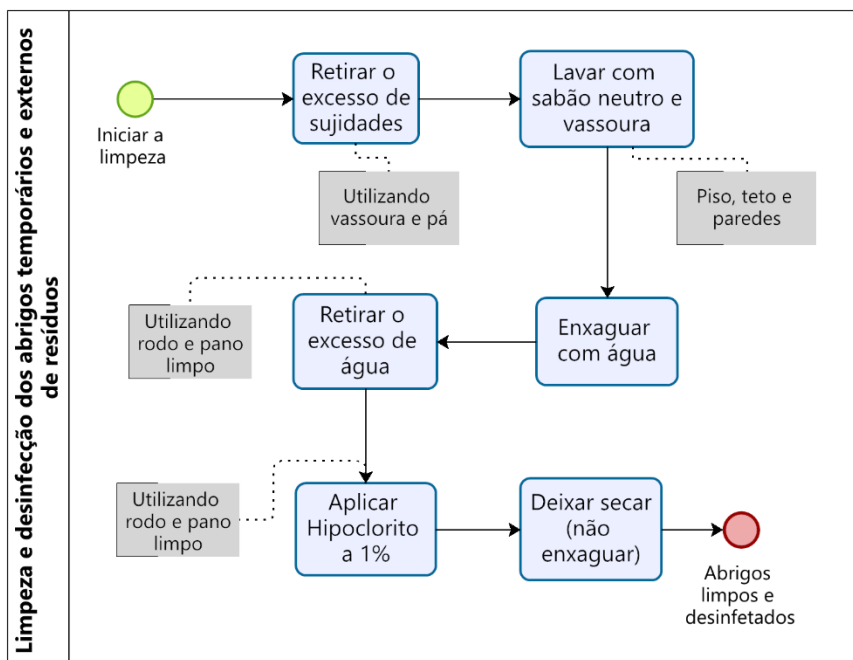 Limpeza e desinfecção dos abrigos temporários e externos
de resíduos
Iniciar a
limpeza
Retirar o
excesso de
sujidades
Utilizando
vassoura e pá
Lavar com
sabão neutro e
vassoura
Piso, teto e
paredes
Enxaguar
com água
Retirar o
excesso de
água
Utilizando
rodo e pano
limpo
Aplicar
Hipoclorito
a 1%
Utilizando
rodo e pano
limpo
Deixar secar
(não
enxaguar)
Abrigos
limpos e
desinfetados